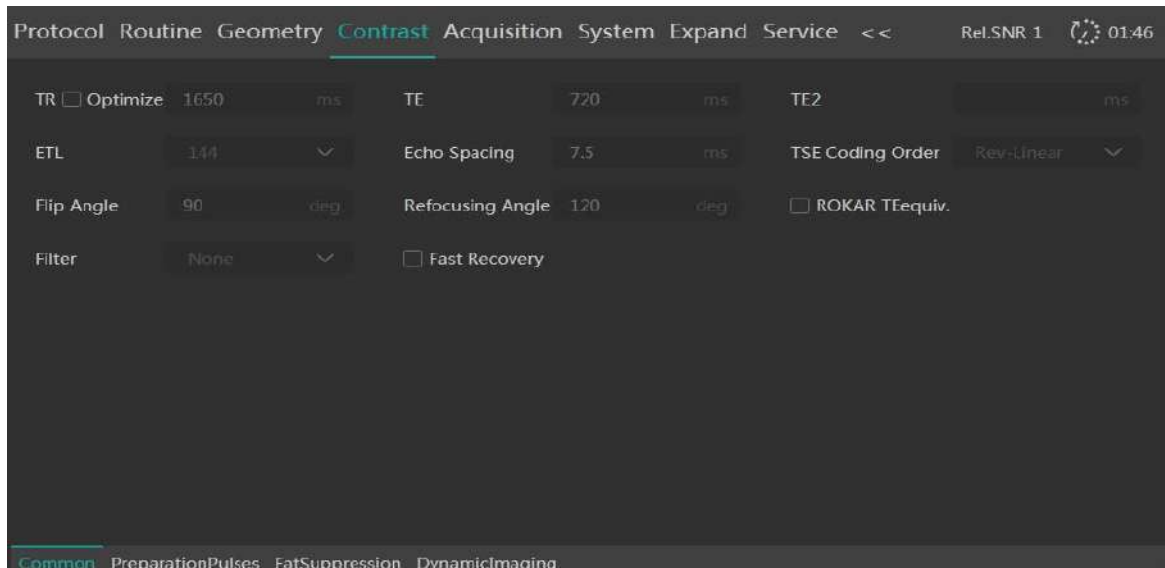 Protocol Routine Geometry Contrast Acquisition System Expand Service << Rel.SNR 1 01:46
TR Optimize 1650 ms TE 720 ms TE2 ms
ETL 144 Echo Spacing 7.5 ms TSE Coding Order Rev-Linear
Flip Angle 90 deg Refocusing Angle 120 deg ROKAR TEequiv.
Filter None Fast Recovery
Common PreparationPulses FatSuppression DynamicImaging